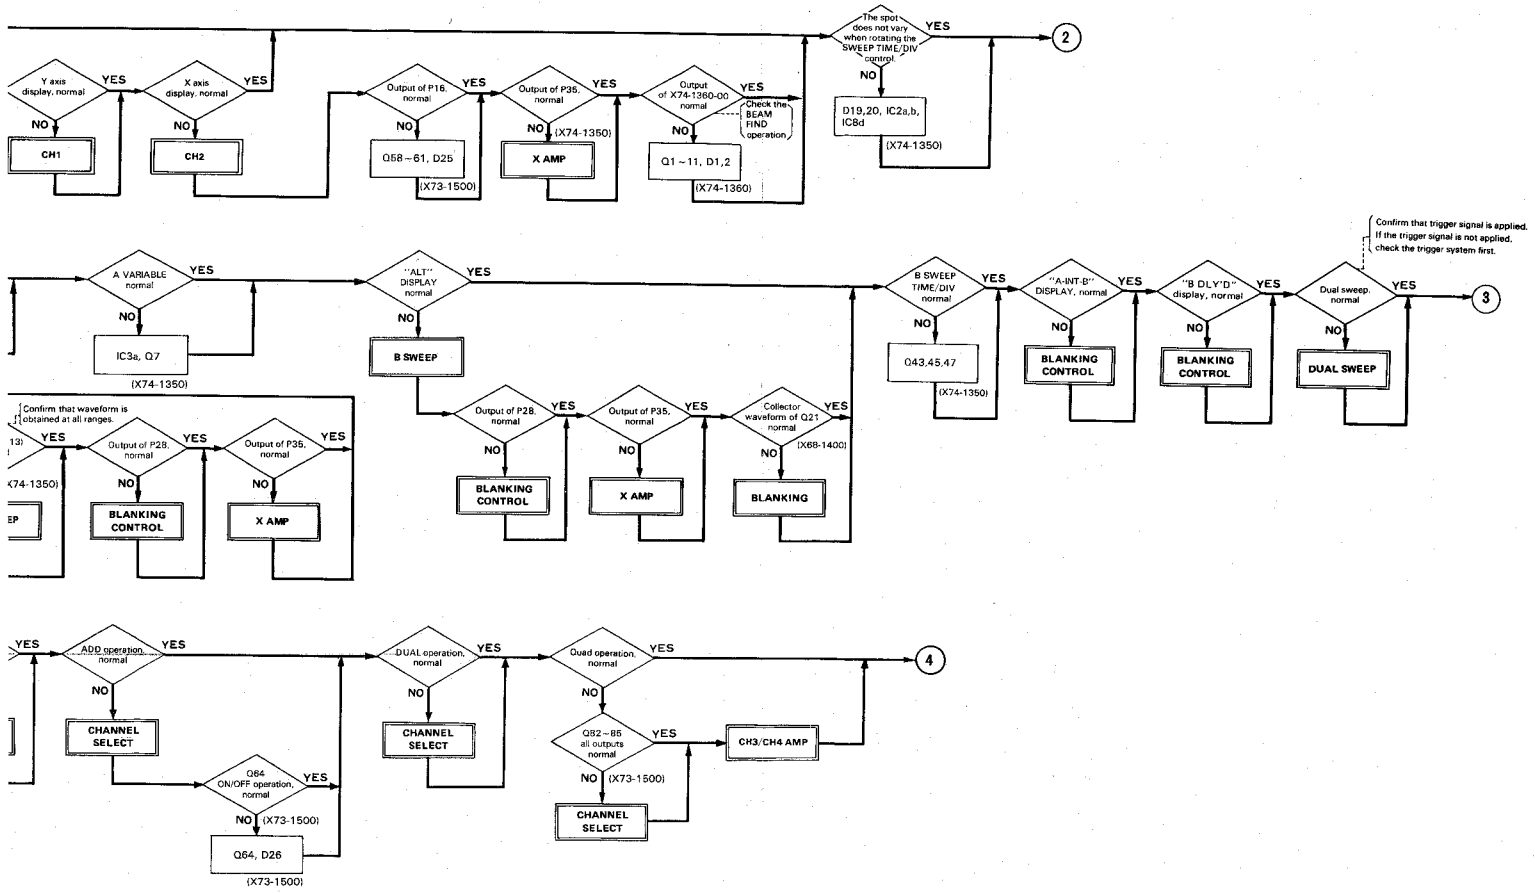 The spot
does not vary
when rotating the
SWEEP TIME/DIV
control.
YES
2
NO
D19,20, IC2a,b,
IC8d
(X74-1350)
Y axis
display, normal
YES
NO
CH1
X axis
display, normal
YES
NO
CH2
Output of P16,
normal
YES
NO
Q58~61, D25
(X73-1500)
Output of P35,
normal
YES
NO
(X74-1350)
X AMP
Output
of X74-1360-00
normal
YES
Check the
BEAM
FIND
operation
NO
Q1~11, D1,2
(X74-1360)
A VARIABLE
normal
YES
NO
IC3a, Q7
(X74-1350)
"ALT"
DISPLAY
normal
YES
NO
B SWEEP
Output of P28,
normal
YES
NO
BLANKING
CONTROL
Output of P35,
normal
YES
NO
X AMP
Collector
waveform of Q21
normal
YES
(X68-1400)
NO
BLANKING
B SWEEP
TIME/DIV
normal
YES
NO
Q43,45,47
(X74-1350)
"A-INT-B"
DISPLAY, normal
YES
NO
BLANKING
CONTROL
"B DLY'D"
display, normal
YES
NO
BLANKING
CONTROL
Confirm that trigger signal is applied.
If the trigger signal is not applied,
check the trigger system first.
Dual sweep,
normal
YES
NO
DUAL SWEEP
3
Confirm that waveform is
obtained at all ranges.
13)
YES
X74-1350)
EP
Output of P28,
normal
YES
NO
BLANKING
CONTROL
Output of P35,
normal
YES
NO
X AMP
YES
ADD operation,
normal
YES
NO
CHANNEL
SELECT
Q64
ON/OFF operation,
normal
YES
NO
(X73-1500)
Q64, D26
(X73-1500)
DUAL operation,
normal
YES
NO
CHANNEL
SELECT
Quad operation,
normal
YES
4
NO
Q82~85
all outputs
normal
YES
CH3/CH4 AMP
NO
(X73-1500)
CHANNEL
SELECT